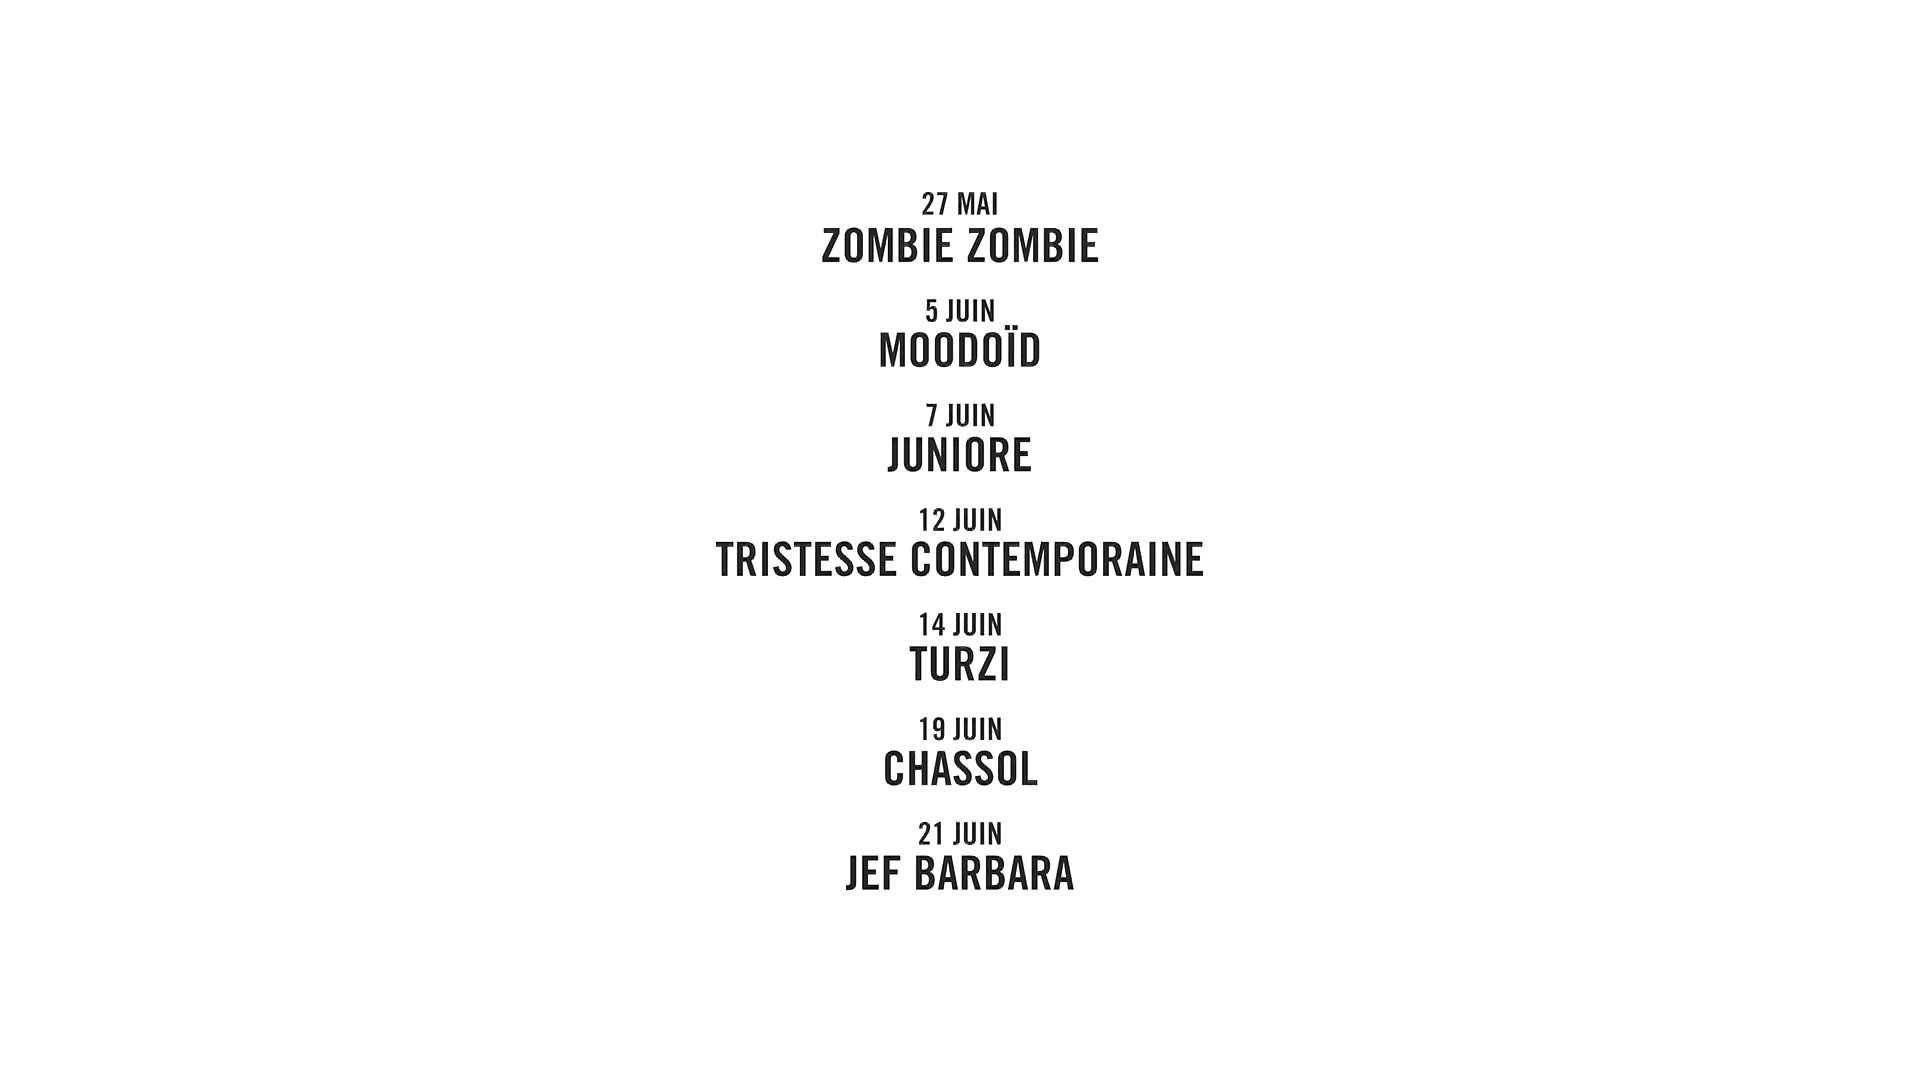 27 MAI
ZOMBIE ZOMBIE
5 JUIN
MOODOÏD
7 JUIN
JUNIORE
12 JUIN
TRISTESSE CONTEMPORAINE
14 JUIN
TURZI
19 JUIN
CHASSOL
21 JUIN
JEF BARBARA